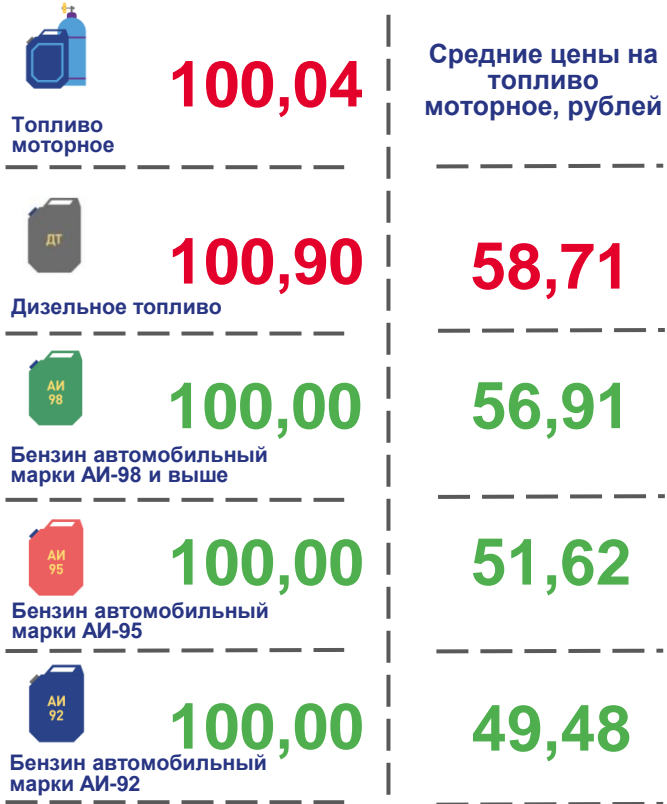 100,04
Топливо
моторное
Средние цены на
топливо
моторное, рублей
ДТ
100,90
58,71
Дизельное топливо
АИ
98
100,00
56,91
Бензин автомобильный
марки АИ-98 и выше
АИ
95
100,00
51,62
Бензин автомобильный
марки АИ-95
АИ
92
100,00
49,48
Бензин автомобильный
марки АИ-92